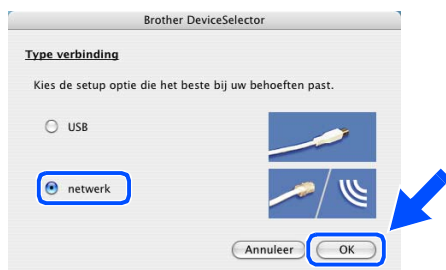 Brother DeviceSelector
Type verbinding
Kies de setup optie die het beste bij uw behoeften past.
USB
netwerk
Annuleer OK